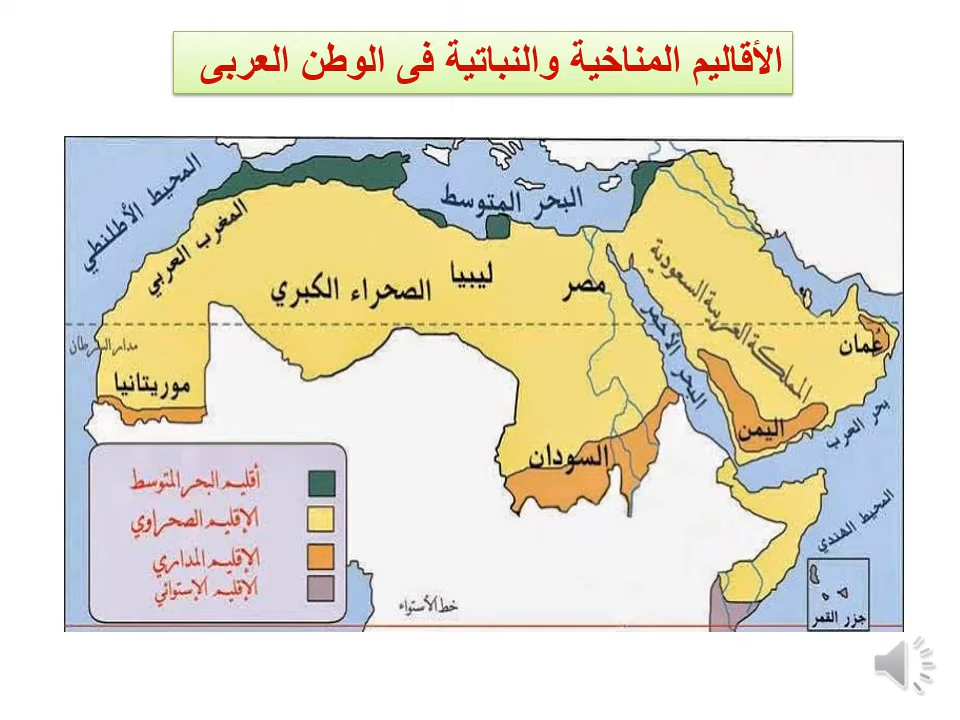 الأقاليم المناخية والنباتية فى الوطن العربى
المحيط الأطلنطي
البحر المتوسط
المغرب العربي
الصحراء الكبري
ليبيا
مصر
المملكة العربية السعودية
البحر الأحمر
عُمان
مدار السرطان
موريتانيا
بحر العرب
اليمن
السودان
المحيط الهندي
أقليم البحر المتوسط
الإقليم الصحراوي
الإقليم المداري
الإقليم الإستوائي
خط الأستواء
جزر القمر